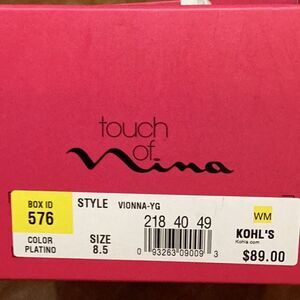 touch
of
Nina
BOX ID
576
STYLE VIONNA-YG
218 40 49
WM
KOHL'S
Kohls.com
COLOR
PLATINO
SIZE
8.5
0 93263 09009 3
$89.00